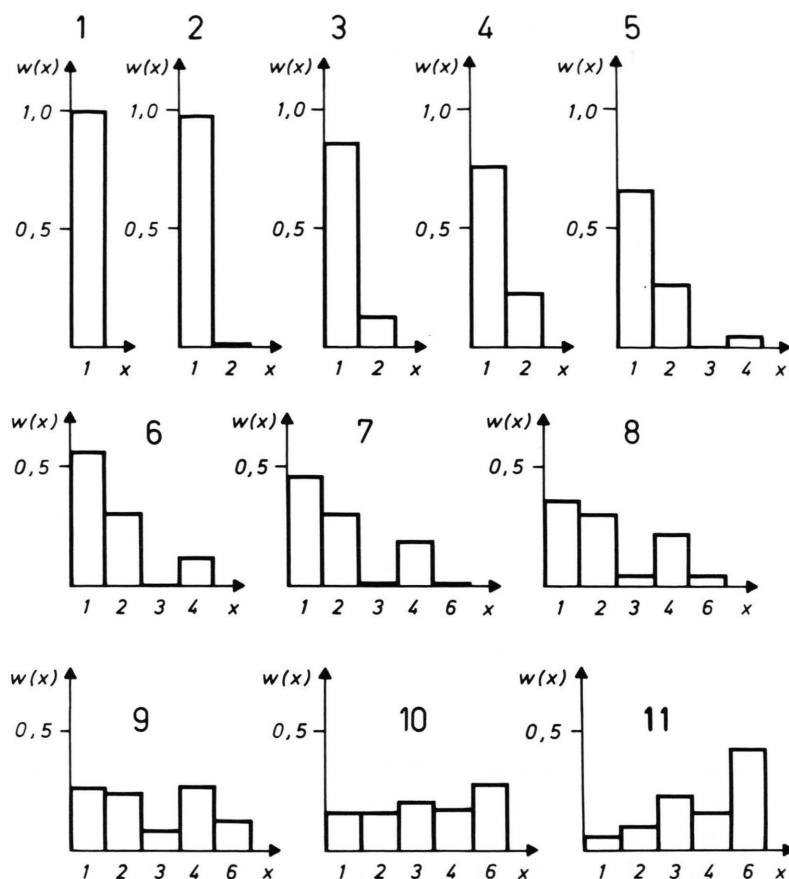 1 2 3 4 5
w(x) w(x) w(x) w(x) w(x)
1,0 1,0 1,0 1,0 1,0
0,5 0,5 0,5 0,5 0,5
1 x 1 2 x 1 2 x 1 2 x 1 2 3 4 x
w(x) 6 w(x) 7 w(x) 8
0,5 0,5 0,5
1 2 3 4 x 1 2 3 4 6 x 1 2 3 4 6 x
w(x) w(x) w(x)
9 10 11
0,5 0,5 0,5
1 2 3 4 6 x 1 2 3 4 6 x 1 2 3 4 6 x